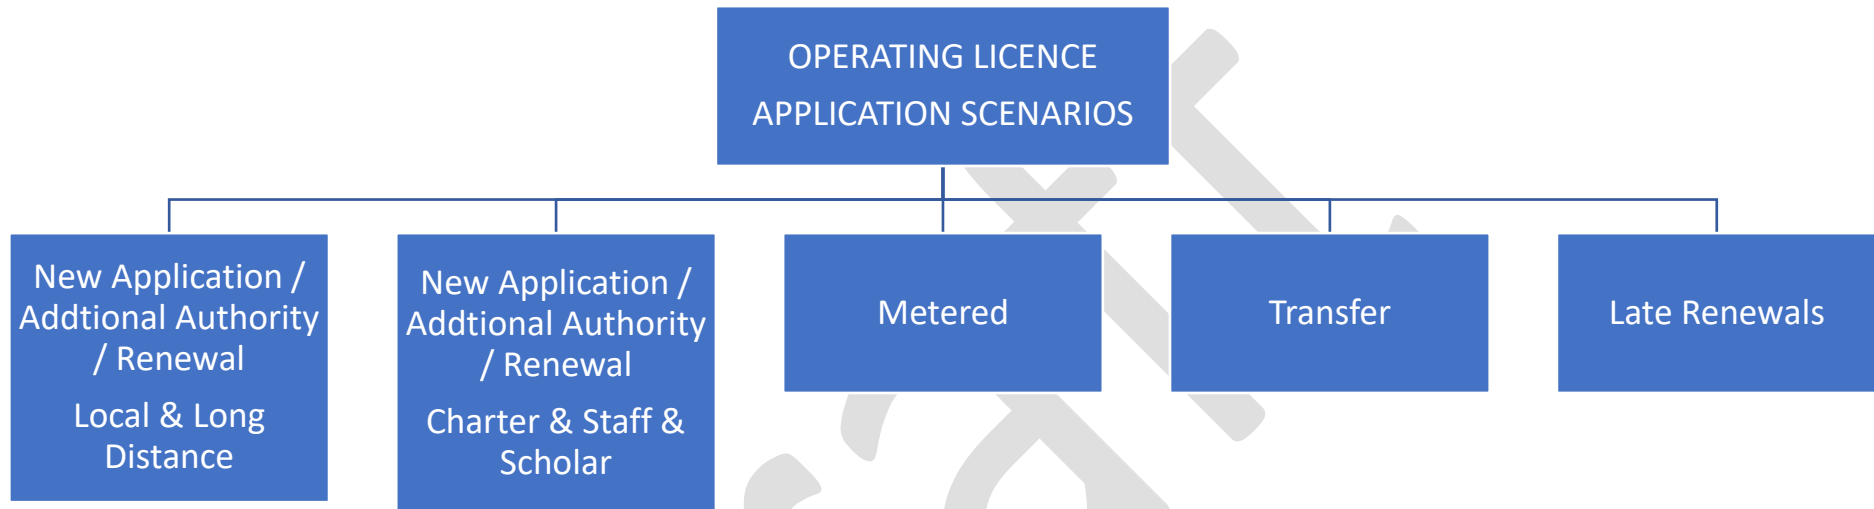 OPERATING LICENCE
APPLICATION SCENARIOS
New Application /
Addtional Authority
/ Renewal
Local & Long
Distance
New Application /
Addtional Authority
/ Renewal
Charter & Staff &
Scholar
Metered
Transfer
Late Renewals